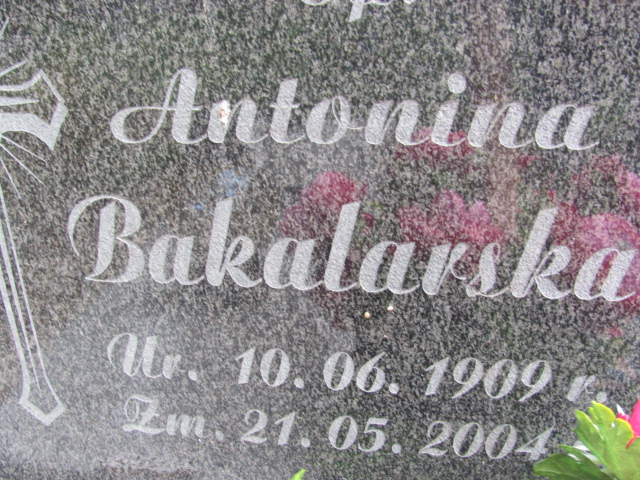 Antonina
Bakalarska
Ur. 10. 06. 1909 r.
Zm. 21. 05. 2004